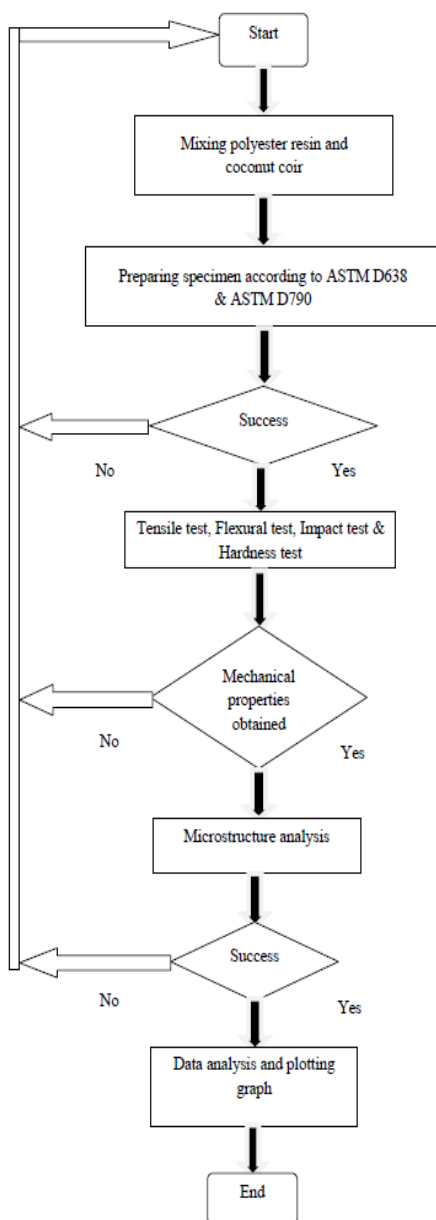 Start
Mixing polyester resin and
coconut coir
Preparing specimen according to ASTM D638
& ASTM D790
Success
No
Yes
Tensile test, Flexural test, Impact test &
Hardness test
Mechanical
properties
obtained
No
Yes
Microstructure analysis
Success
No
Yes
Data analysis and plotting
graph
End